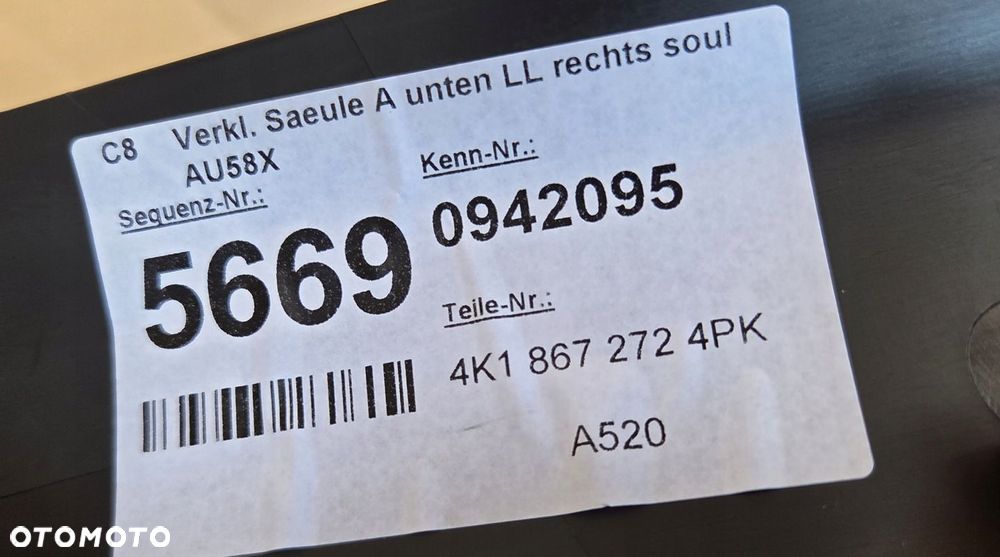 C8 Verkl. Saeule A unten LL rechts soul
AU58X
Sequenz-Nr.:
5669
Kenn-Nr.:
0942095
Teile-Nr.:
4K1 867 272 4PK
A520
OTOMOTO